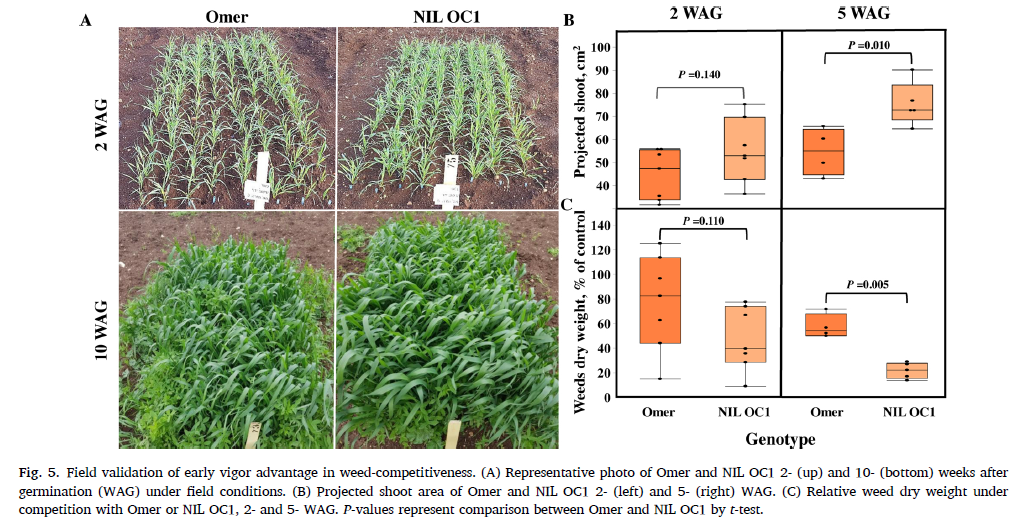 A
Omer
NIL OC1
2 WAG
10 WAG
75
73
B
2 WAG
5 WAG
Projected shoot, cm²
100
90
80
70
60
50
40
P =0.140
P =0.010
C
Weeds dry weight, % of control
140
120
100
80
60
40
20
0
P =0.110
P =0.005
Omer
NIL OC1
Omer
NIL OC1
Genotype
Fig. 5. Field validation of early vigor advantage in weed-competitiveness. (A) Representative photo of Omer and NIL OC1 2- (up) and 10- (bottom) weeks after
germination (WAG) under field conditions. (B) Projected shoot area of Omer and NIL OC1 2- (left) and 5- (right) WAG. (C) Relative weed dry weight under
competition with Omer or NIL OC1, 2- and 5- WAG. P-values represent comparison between Omer and NIL OC1 by t-test.